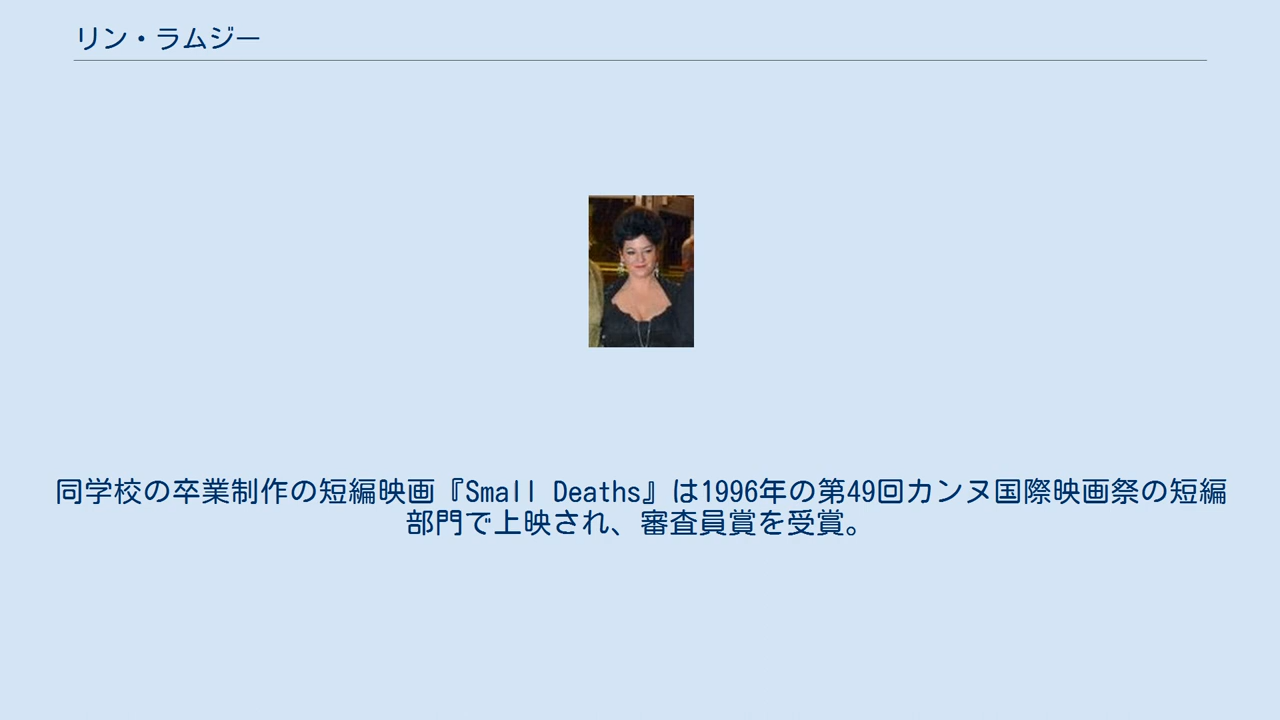 リン・ラムジー
同学校の卒業制作の短編映画『Small Deaths』は1996年の第49回カンヌ国際映画祭の短編
部門で上映され、審査員賞を受賞。